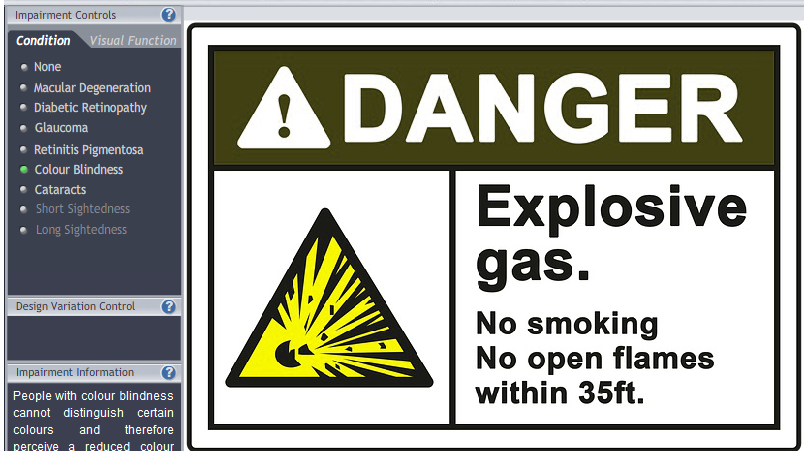 Impairment Controls ?
Condition Visual Function
None
Macular Degeneration
Diabetic Retinopathy
Glaucoma
Retinitis Pigmentosa
Colour Blindness
Cataracts
Short Sightedness
Long Sightedness
Design Variation Control ?
Impairment Information ?
People with colour blindness
cannot distinguish certain
colours and therefore
perceive a reduced colour
! DANGER
Explosive
gas.
No smoking
No open flames
within 35ft.